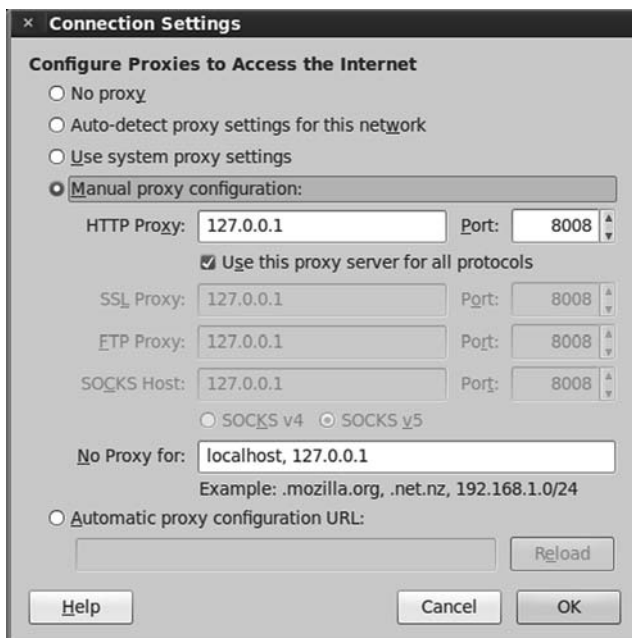 × Connection Settings
Configure Proxies to Access the Internet
No proxy
Auto-detect proxy settings for this network
Use system proxy settings
Manual proxy configuration:
HTTP Proxy: 127.0.0.1 Port: 8008
Use this proxy server for all protocols
SSL Proxy: 127.0.0.1 Port: 8008
FTP Proxy: 127.0.0.1 Port: 8008
SOCKS Host: 127.0.0.1 Port: 8008
SOCKS v4 SOCKS v5
No Proxy for: localhost, 127.0.0.1
Example: .mozilla.org, .net.nz, 192.168.1.0/24
Automatic proxy configuration URL:
Reload
Help Cancel OK